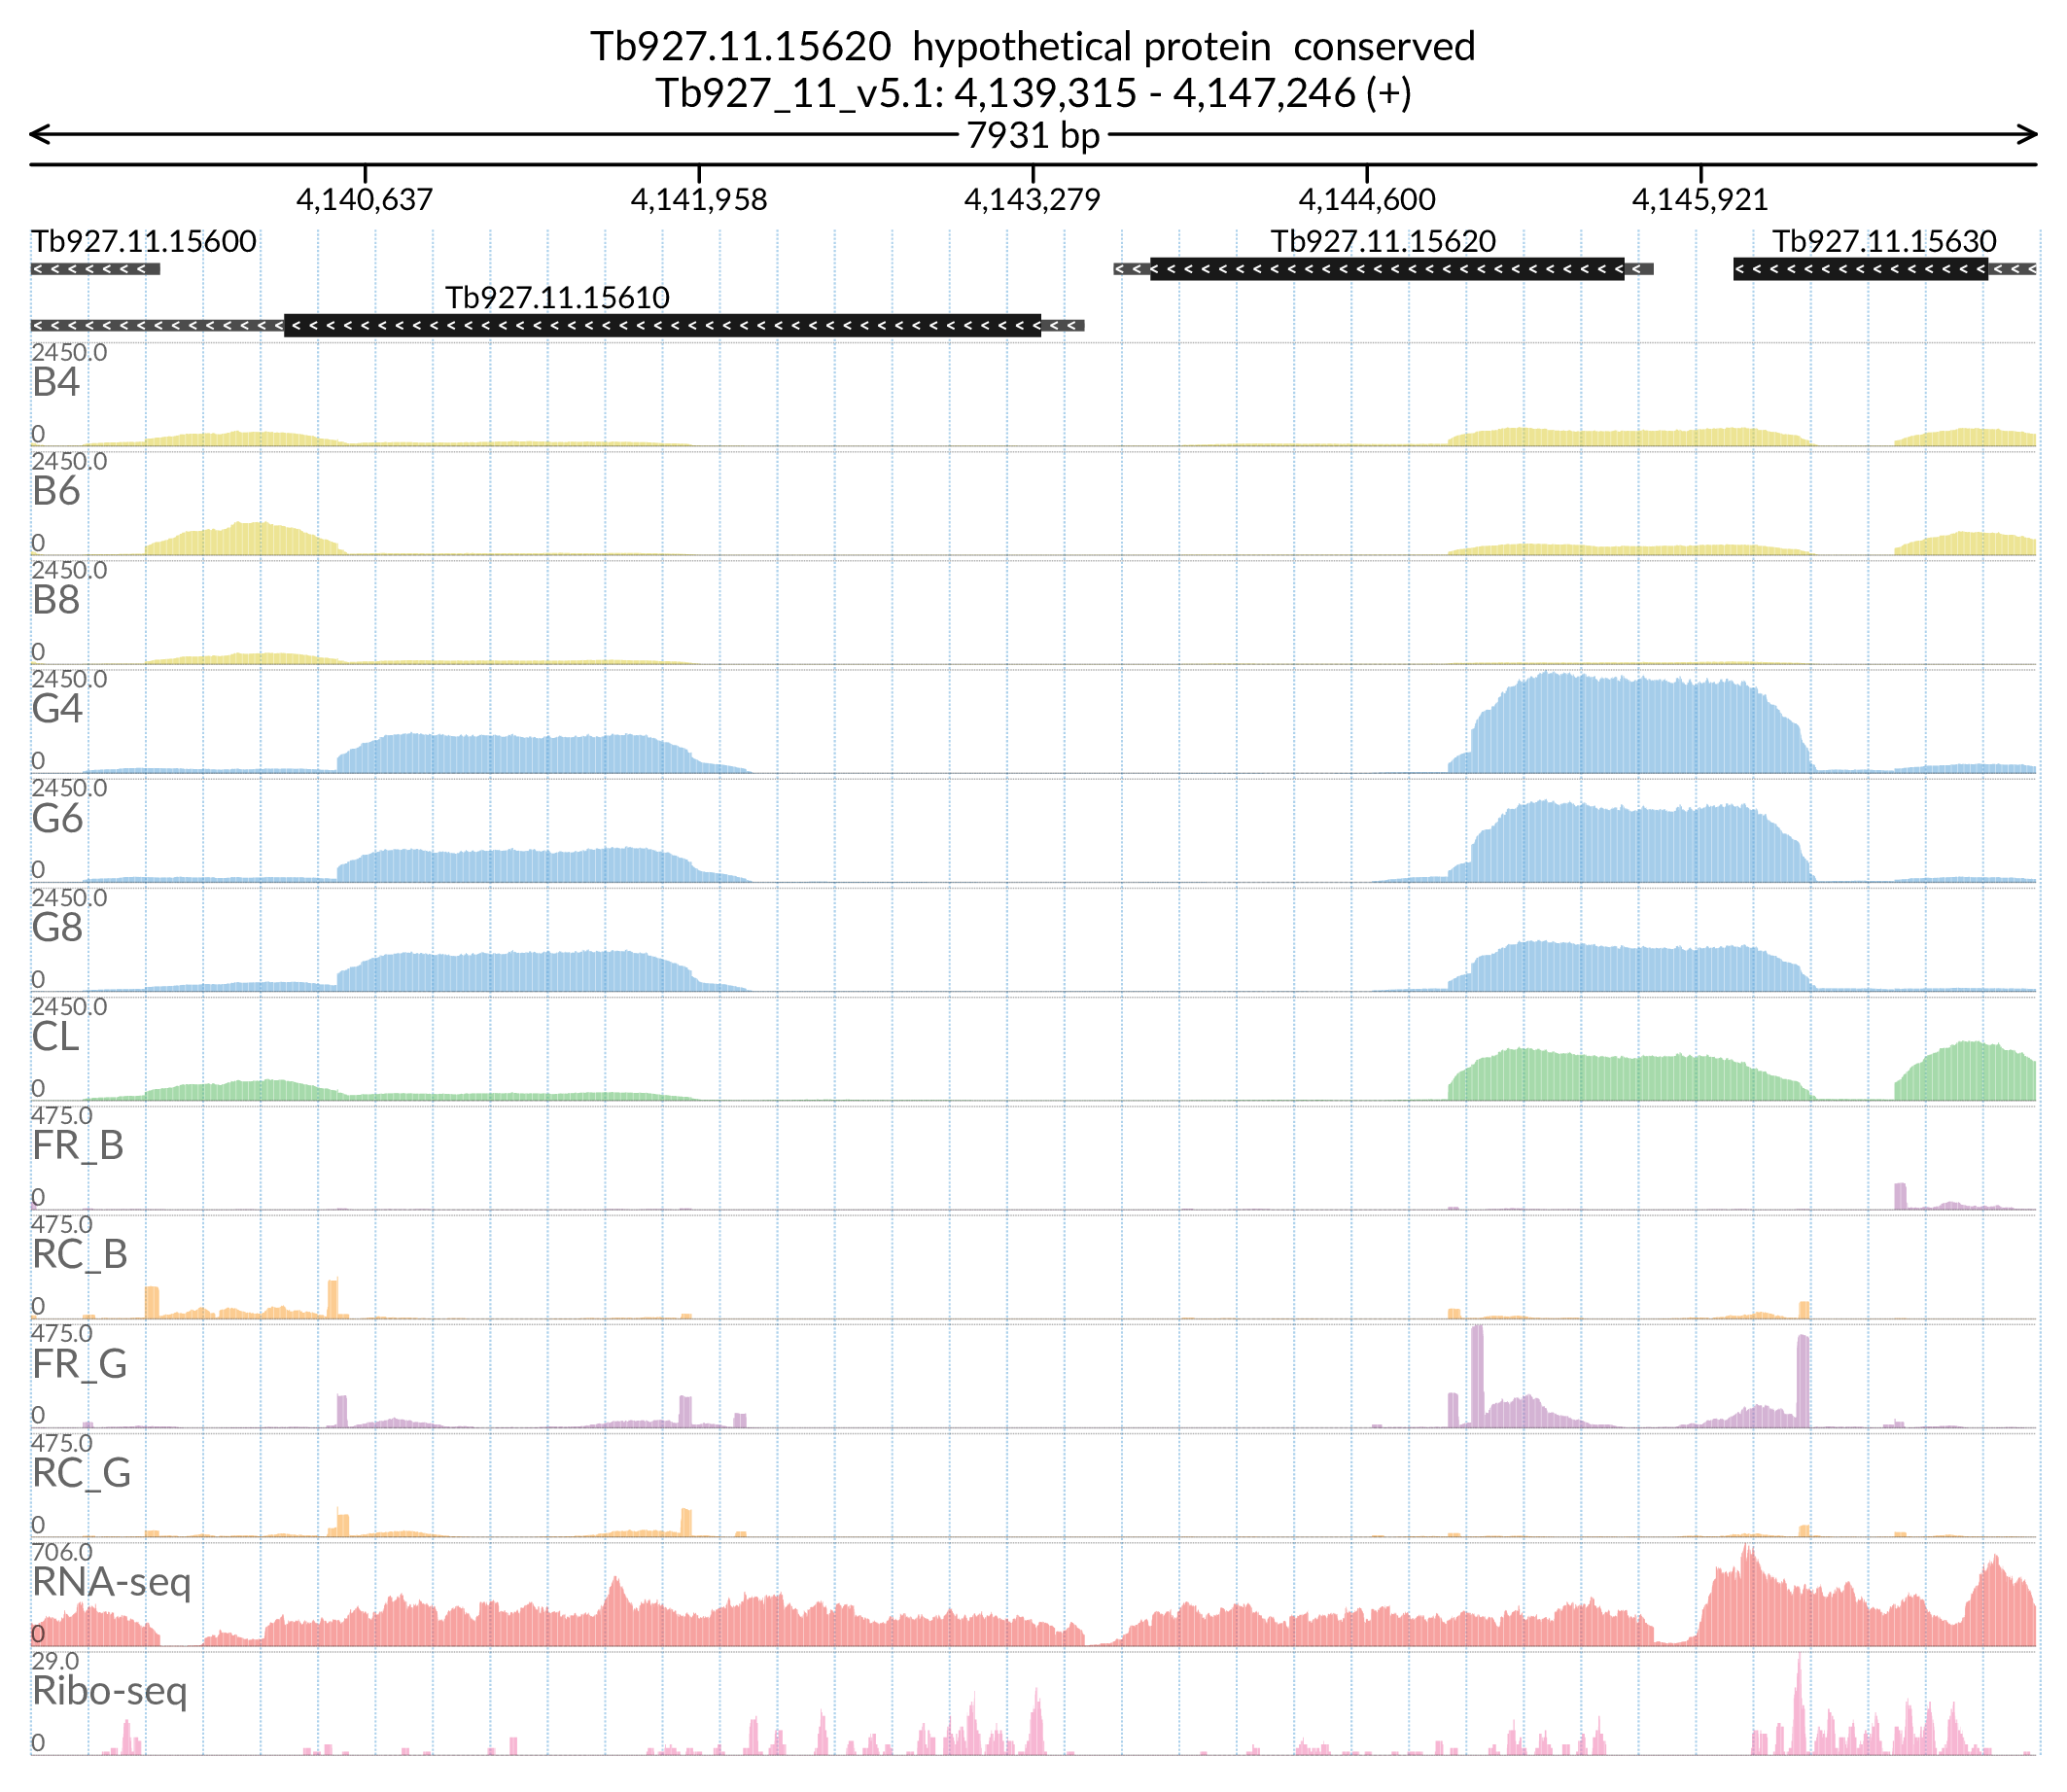 Tb927.11.15620  hypothetical protein  conserved
Tb927_11_v5.1: 4,139,315 - 4,147,246 (+)
7931 bp
4,140,637 4,141,958 4,143,279 4,144,600 4,145,921
Tb927.11.15600 Tb927.11.15620 Tb927.11.15630
Tb927.11.15610
2450.0
B4
0
2450.0
B6
0
2450.0
B8
0
2450.0
G4
0
2450.0
G6
0
2450.0
G8
0
2450.0
CL
0
475.0
FR_B
0
475.0
RC_B
0
475.0
FR_G
0
475.0
RC_G
0
706.0
RNA-seq
0
29.0
Ribo-seq
0